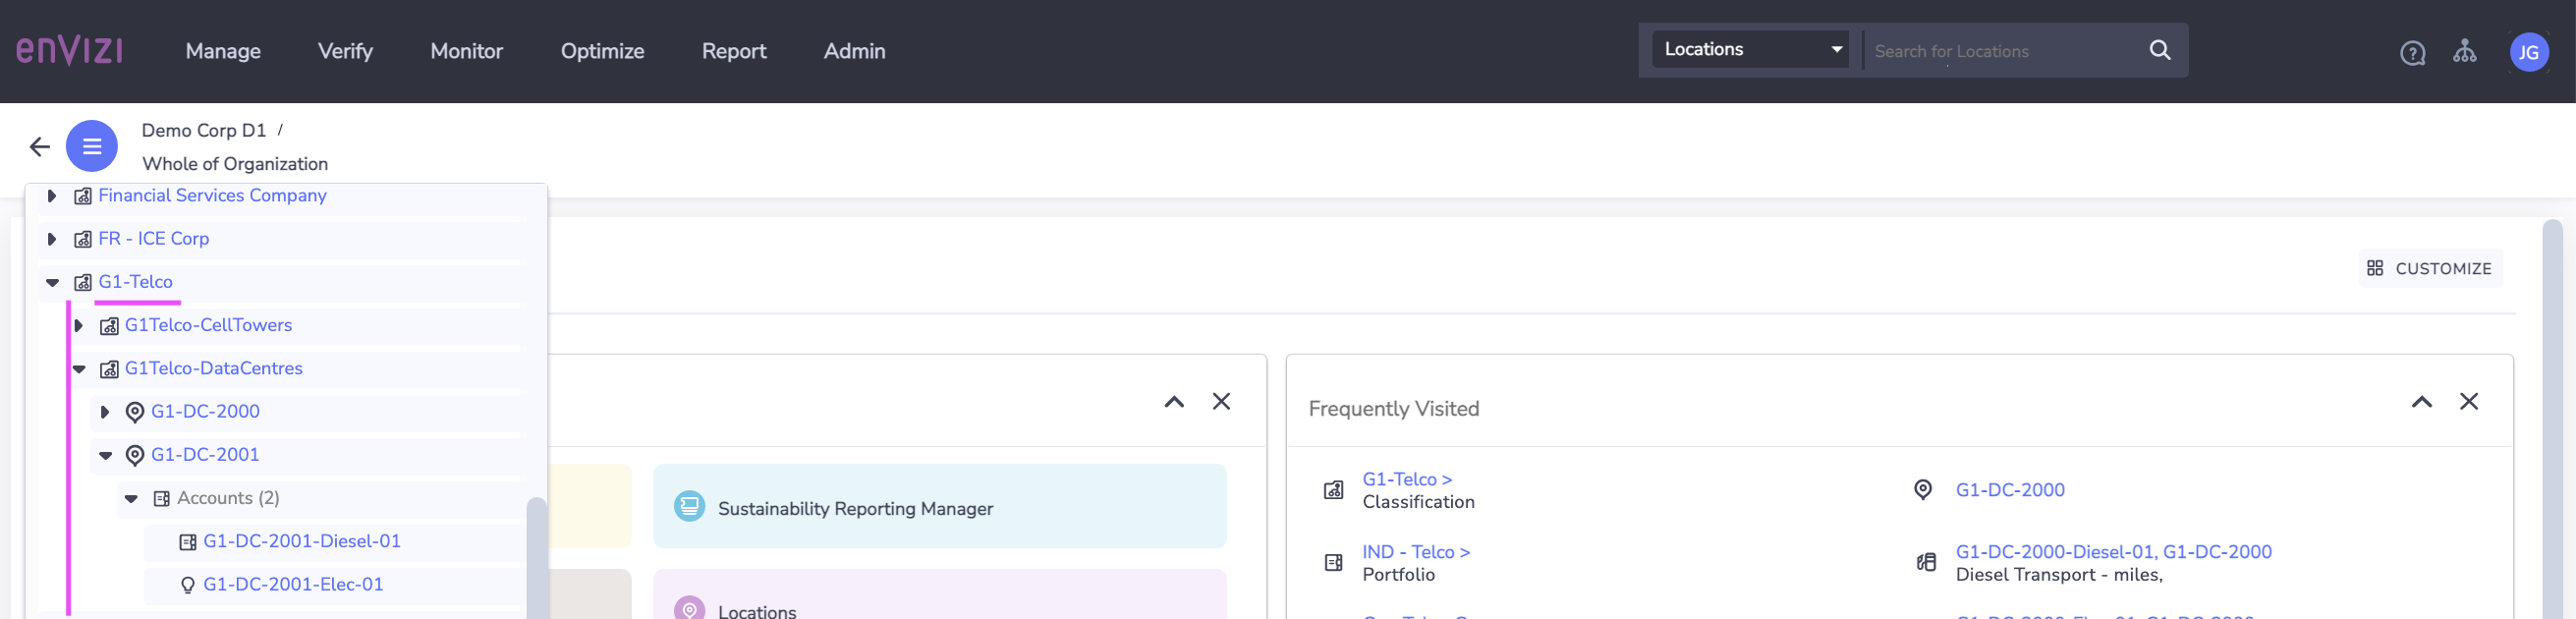 enVizi
Manage
Verify
Monitor
Optimize
Report
Admin
Locations
Search for Locations
JG
Demo Corp D1 /
Whole of Organization
Financial Services Company
FR - ICE Corp
G1-Telco
G1Telco-CellTowers
G1Telco-DataCentres
G1-DC-2000
G1-DC-2001
Accounts (2)
G1-DC-2001-Diesel-01
G1-DC-2001-Elec-01
CUSTOMIZE
Sustainability Reporting Manager
Locations
Frequently Visited
G1-Telco >
Classification
G1-DC-2000
IND - Telco >
Portfolio
G1-DC-2000-Diesel-01, G1-DC-2000
Diesel Transport - miles,